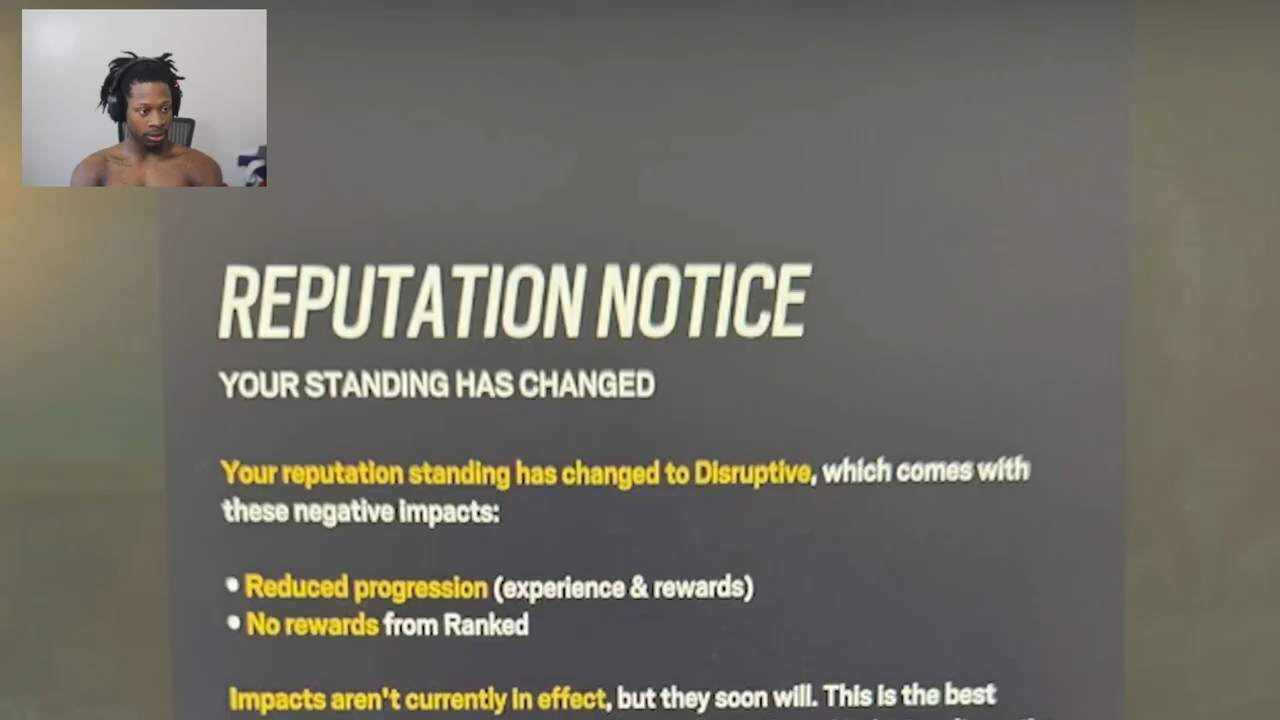 REPUTATION NOTICE
YOUR STANDING HAS CHANGED
Your reputation standing has changed to Disruptive, which comes with
these negative impacts:
• Reduced progression (experience & rewards)
• No rewards from Ranked
Impacts aren't currently in effect, but they soon will. This is the best